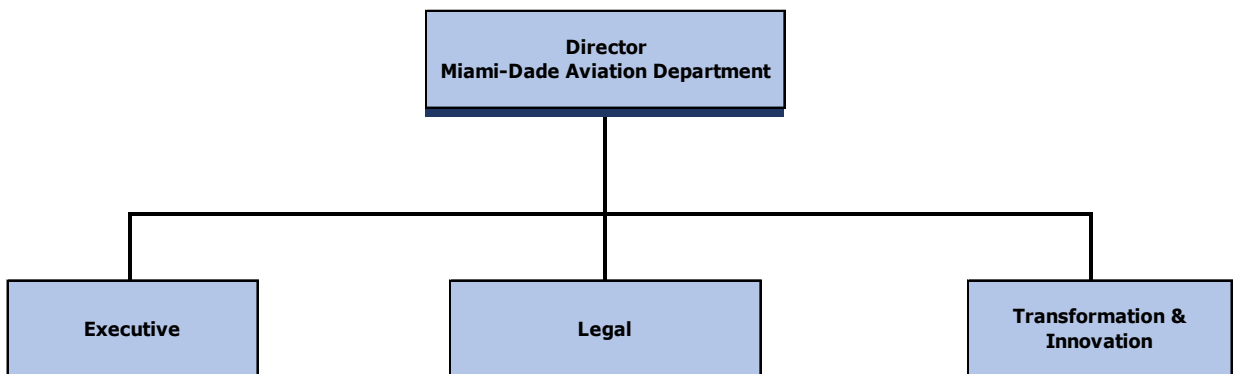 Director
Miami-Dade Aviation Department
Executive
Legal
Transformation &
Innovation